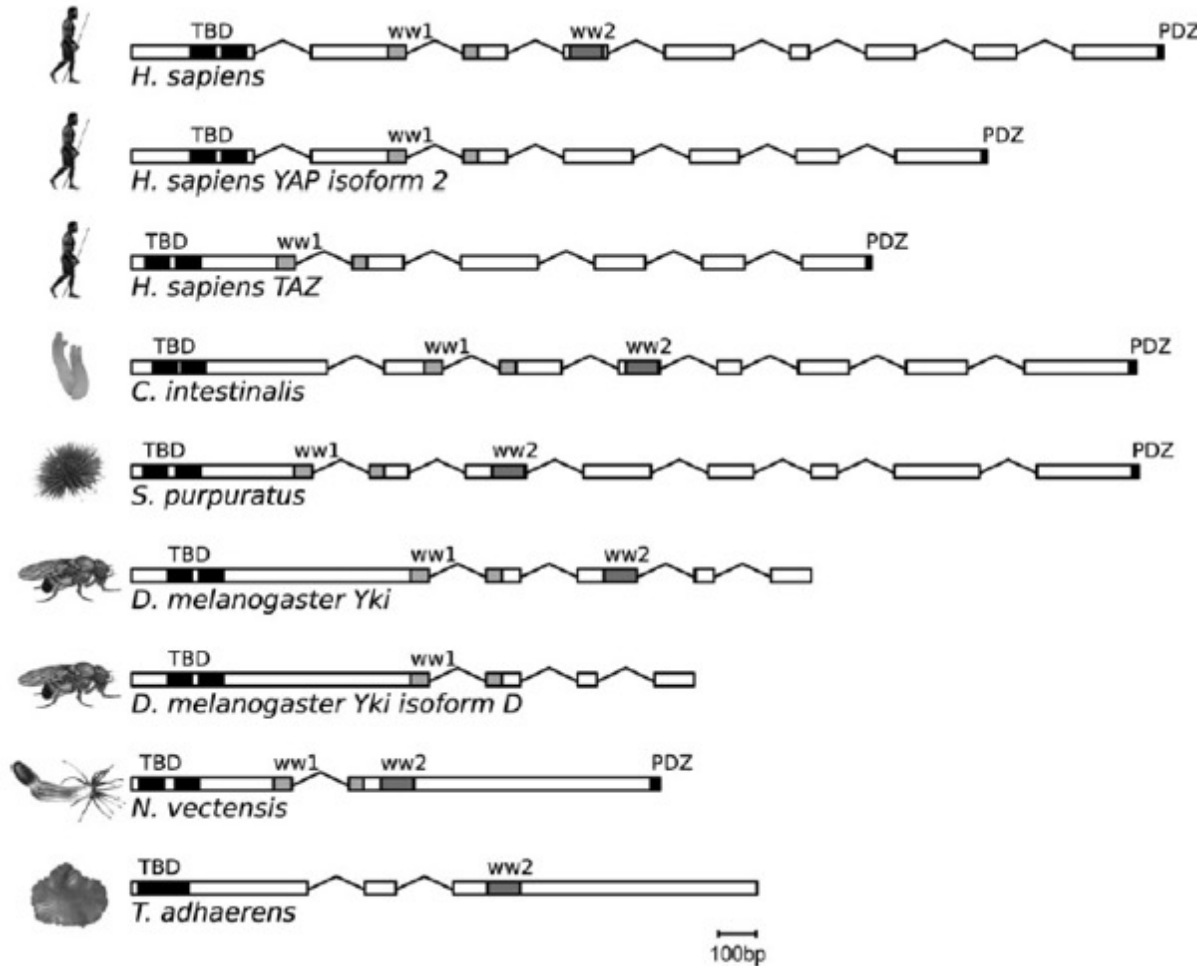 TBD ww1 ww2 PDZ
H. sapiens
TBD ww1 PDZ
H. sapiens YAP isoform 2
TBD ww1 PDZ
H. sapiens TAZ
TBD ww1 ww2 PDZ
C. intestinalis
TBD ww1 ww2 PDZ
S. purpuratus
TBD ww1 ww2
D. melanogaster Yki
TBD ww1
D. melanogaster Yki isoform D
TBD ww1 ww2 PDZ
N. vectensis
TBD ww2
T. adhaerens
100bp